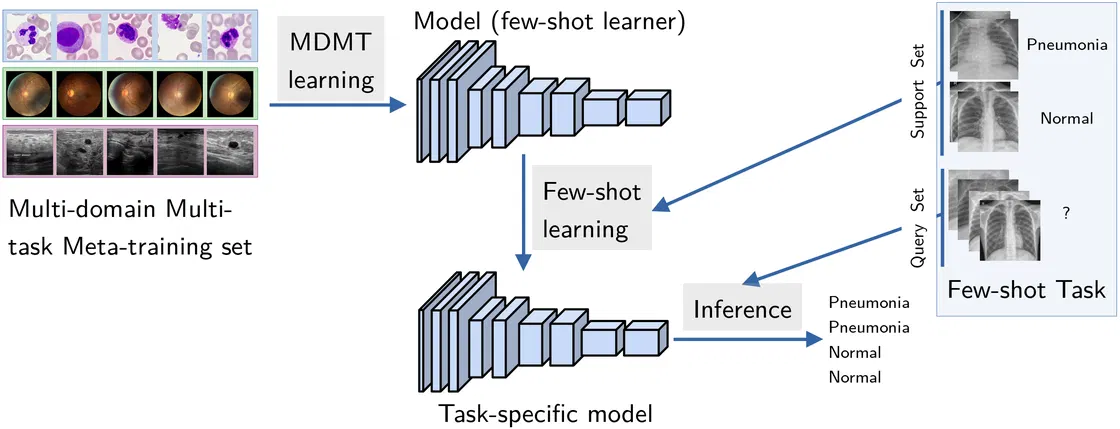 Model (few-shot learner)
MDMT
learning
Multi-domain Multi-
task Meta-training set
Few-shot
learning
Support Set
Pneumonia
Normal
Query Set
?
Few-shot Task
Inference
Pneumonia
Pneumonia
Normal
Normal
Task-specific model